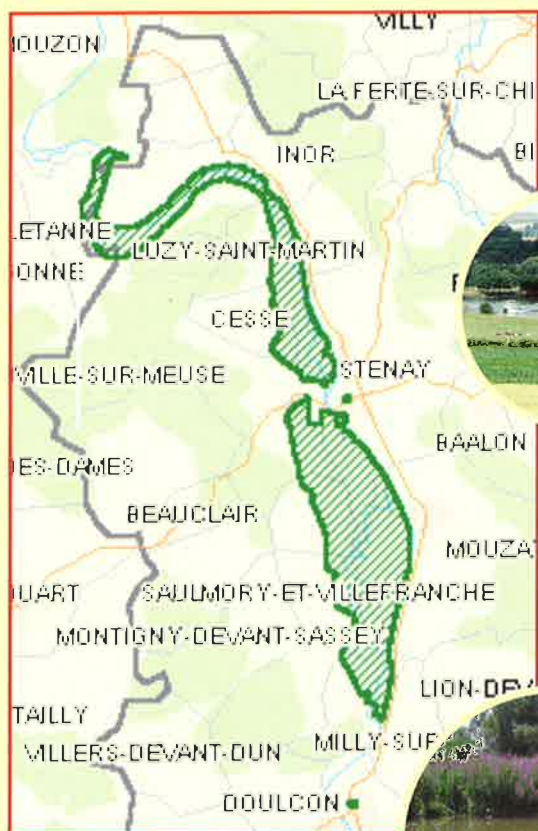 VILLY
MOUZON
LA FERTE-SUR-CHI
INOR
BI
LETANNE
LUZY-SAINT-MARTIN
ONNE
CESSE
STENAY
VILLE-SUR-MEUSE
BAALON
DES-DAMES
BEAUCLAIR
MOUZA
UART
SAULMORY-ET-VILLEFRANCHE
MONTIGNY-DEVANT-SASSEY
LION-DEV
TAILLY
VILLERS-DEVANT-DUN
MILLY-SUR
DOULCON